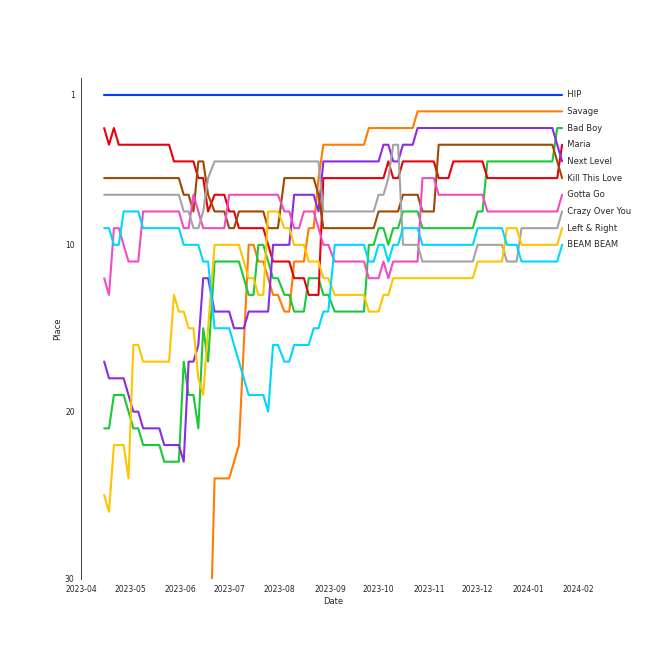 1
10
20
30
Place
2023-04
2023-05
2023-06
2023-07
2023-08
2023-09
2023-10
2023-11
2023-12
2024-01
2024-02
Date
HIP
Savage
Bad Boy
Maria
Next Level
Kill This Love
Gotta Go
Crazy Over You
Left & Right
BEAM BEAM